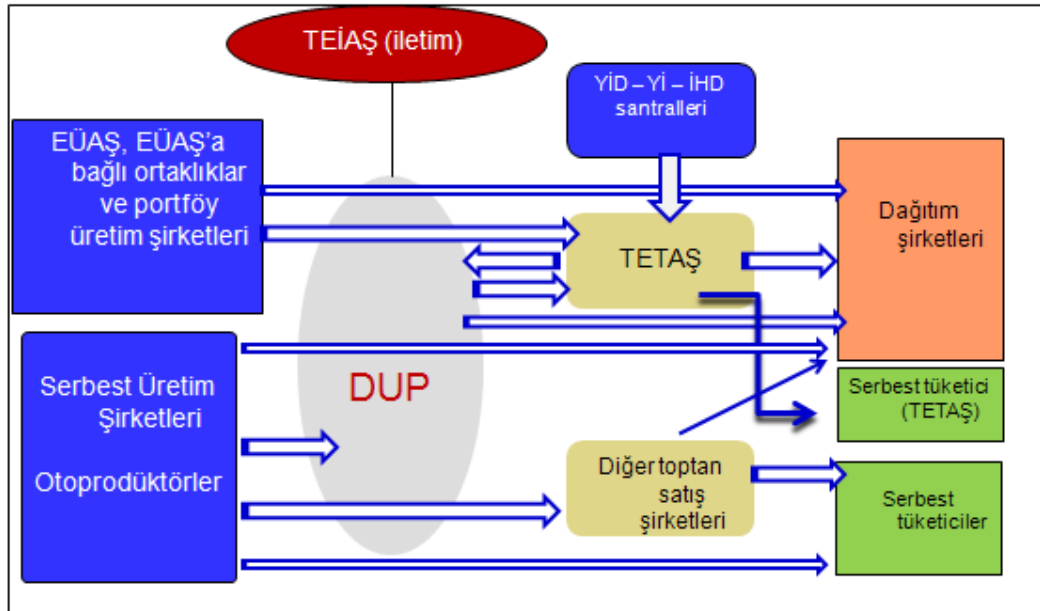 TEİAŞ (iletim)
YİD – Yİ – İHD
santralleri
EÜAŞ, EÜAŞ'a
bağlı ortaklıklar
ve portföy
üretim şirketleri
Dağıtım
şirketleri
TETAŞ
DUP
Serbest Üretim
Şirketleri
Otoprodüktörler
Serbest tüketici
(TETAŞ)
Diğer toptan
satış
şirketleri
Serbest
tüketiciler